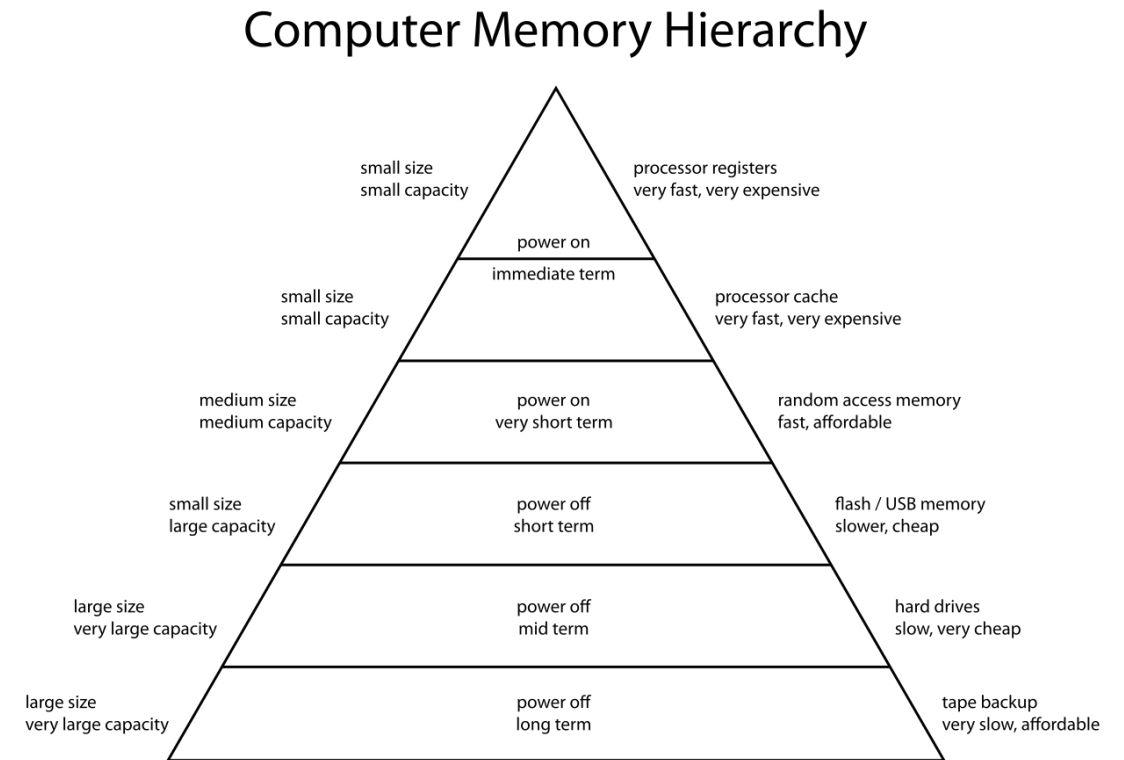 Computer Memory Hierarchy
small size
small capacity
processor registers
very fast, very expensive
power on
immediate term
small size
small capacity
processor cache
very fast, very expensive
medium size
medium capacity
power on
very short term
random access memory
fast, affordable
small size
large capacity
power off
short term
flash / USB memory
slower, cheap
large size
very large capacity
power off
mid term
hard drives
slow, very cheap
large size
very large capacity
power off
long term
tape backup
very slow, affordable